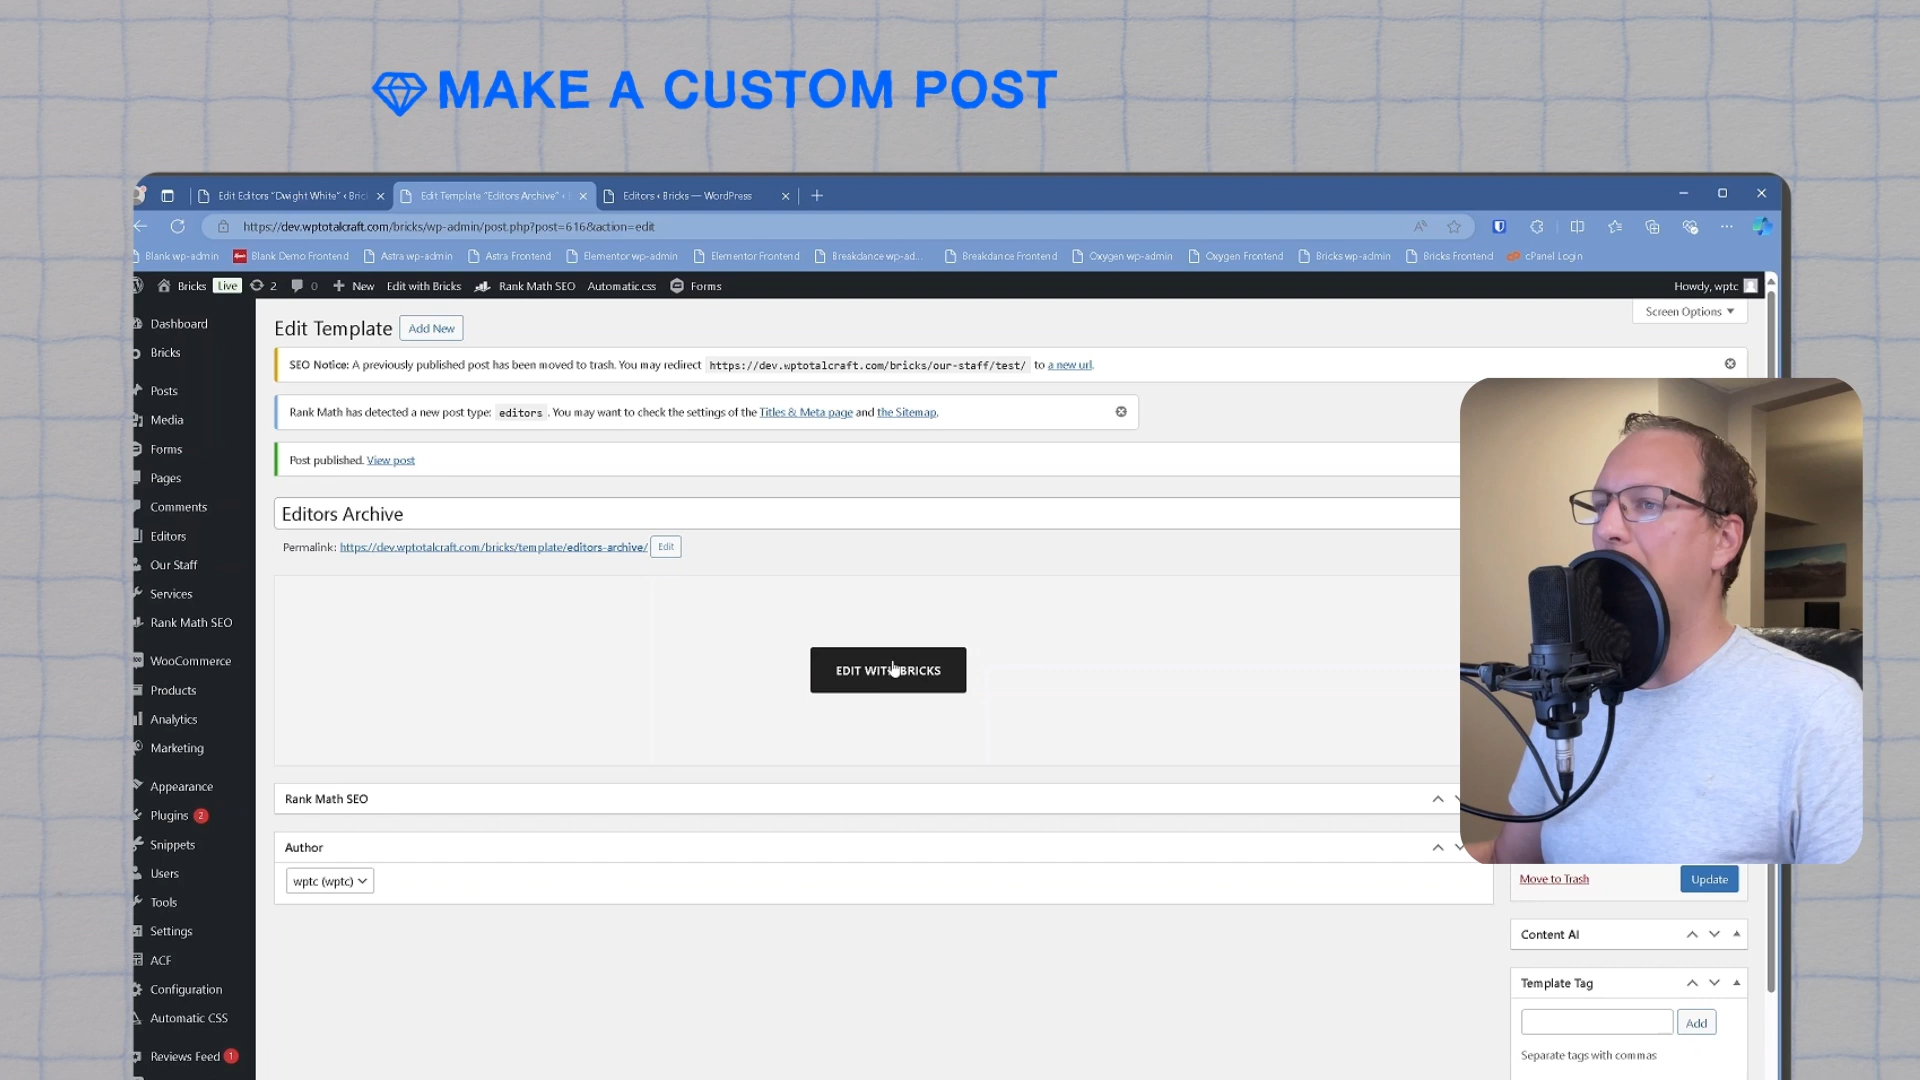 MAKE A CUSTOM POST
Edit Editors "Dwight White" ‹ Bric
Edit Template "Editors Archive" ‹
Editors ‹ Bricks — WordPress
https://dev.wptotalcraft.com/bricks/wp-admin/post.php?post=616&action=edit
Blank wp-admin
Blank Demo Frontend
Astra wp-admin
Astra Frontend
Elementor wp-admin
Elementor Frontend
Breakdance wp-ad...
Breakdance Frontend
Oxygen wp-admin
Oxygen Frontend
Bricks wp-admin
Bricks Frontend
cPanel Login
Bricks Live 2 0 New Edit with Bricks Rank Math SEO Automatic.css Forms Howdy, wptc
Screen Options
Edit Template Add New
SEO Notice: A previously published post has been moved to trash. You may redirect https://dev.wptotalcraft.com/bricks/our-staff/test/ to a new url.
Rank Math has detected a new post type: editors . You may want to check the settings of the Titles & Meta page and the Sitemap.
Post published. View post
Editors Archive
Permalink: https://dev.wptotalcraft.com/bricks/template/editors-archive/ Edit
EDIT WITH BRICKS
Rank Math SEO
Author
wptc (wptc)
Dashboard
Bricks
Posts
Media
Forms
Pages
Comments
Editors
Our Staff
Services
Rank Math SEO
WooCommerce
Products
Analytics
Marketing
Appearance
Plugins 2
Snippets
Users
Tools
Settings
ACF
Configuration
Automatic CSS
Reviews Feed 1
Move to Trash
Update
Content AI
Template Tag
Add
Separate tags with commas